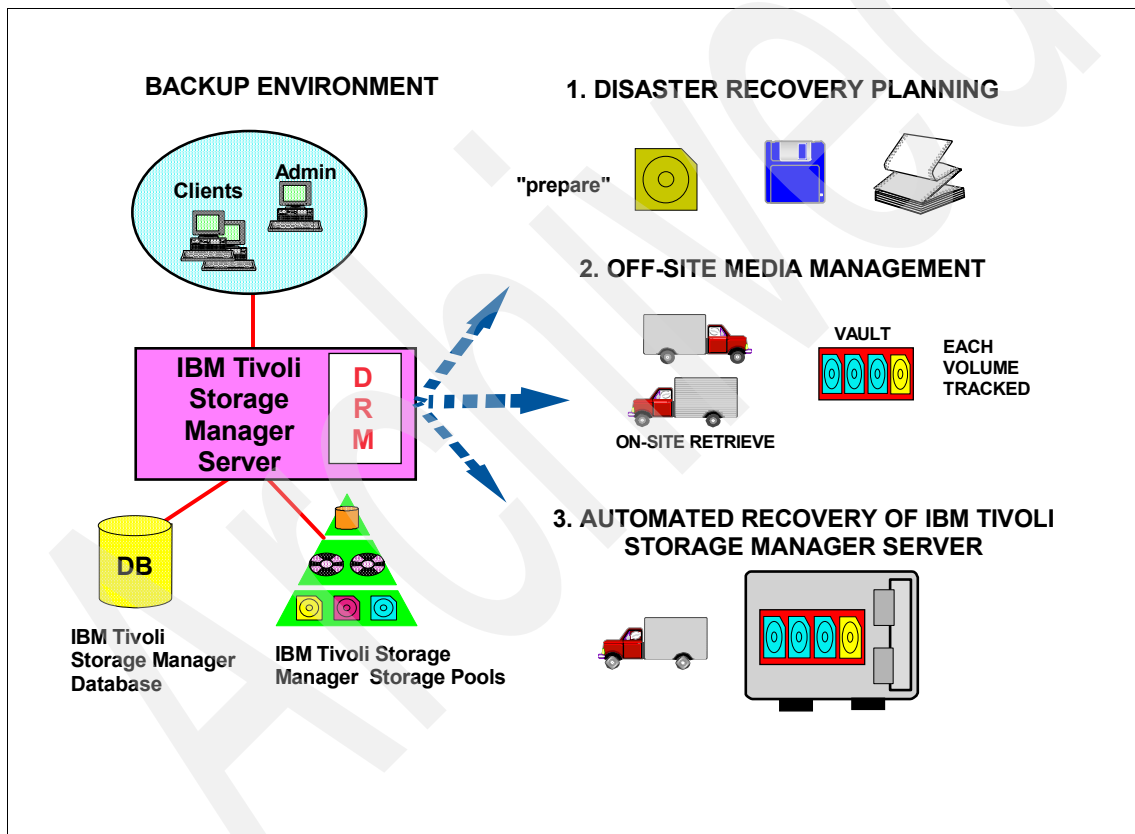 BACKUP ENVIRONMENT
Clients
Admin
IBM Tivoli
Storage
Manager
Server
D
R
M
DB
IBM Tivoli
Storage Manager
Database
IBM Tivoli Storage
Manager Storage Pools
1. DISASTER RECOVERY PLANNING
"prepare"
2. OFF-SITE MEDIA MANAGEMENT
VAULT
EACH
VOLUME
TRACKED
ON-SITE RETRIEVE
3. AUTOMATED RECOVERY OF IBM TIVOLI
STORAGE MANAGER SERVER
Archived